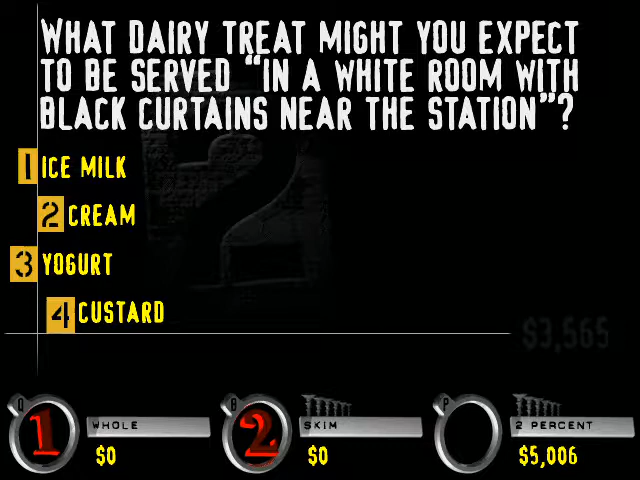 WHAT DAIRY TREAT MIGHT YOU EXPECT
TO BE SERVED “IN A WHITE ROOM WITH
BLACK CURTAINS NEAR THE STATION”?
1 ICE MILK
2 CREAM
3 YOGURT
4 CUSTARD
$3,565
Q B P
1 WHOLE 2 SKIM 2 PERCENT
$0 $0 $5,006